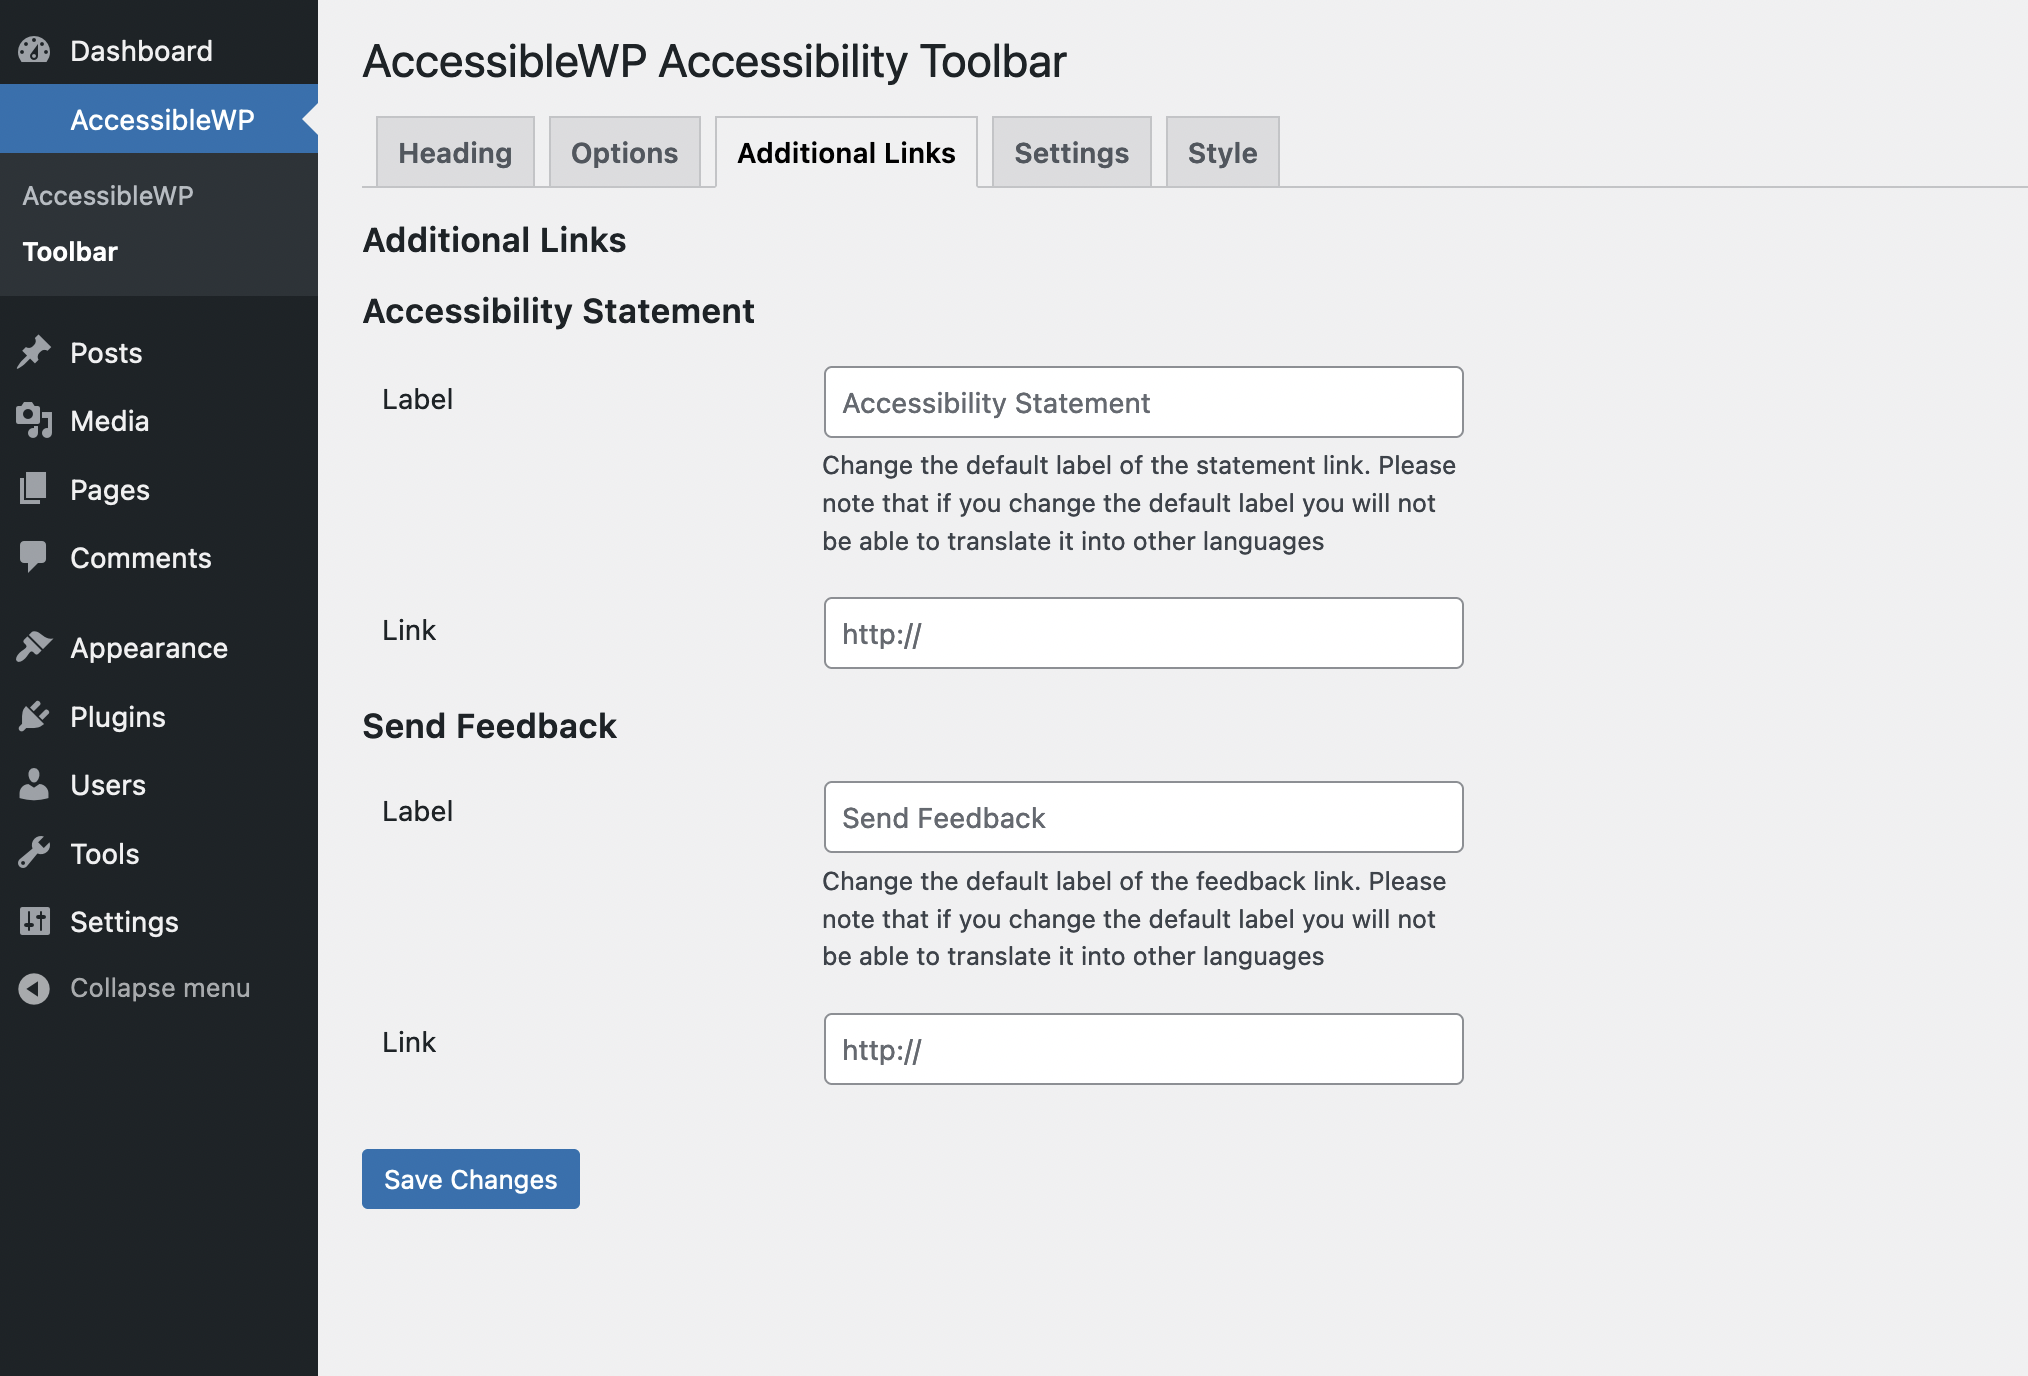 Dashboard
AccessibleWP
AccessibleWP
Toolbar
Posts
Media
Pages
Comments
Appearance
Plugins
Users
Tools
Settings
Collapse menu
AccessibleWP Accessibility Toolbar
Heading
Options
Additional Links
Settings
Style
Additional Links
Accessibility Statement
Label
Accessibility Statement
Change the default label of the statement link. Please
note that if you change the default label you will not
be able to translate it into other languages
Link
http://
Send Feedback
Label
Send Feedback
Change the default label of the feedback link. Please
note that if you change the default label you will not
be able to translate it into other languages
Link
http://
Save Changes